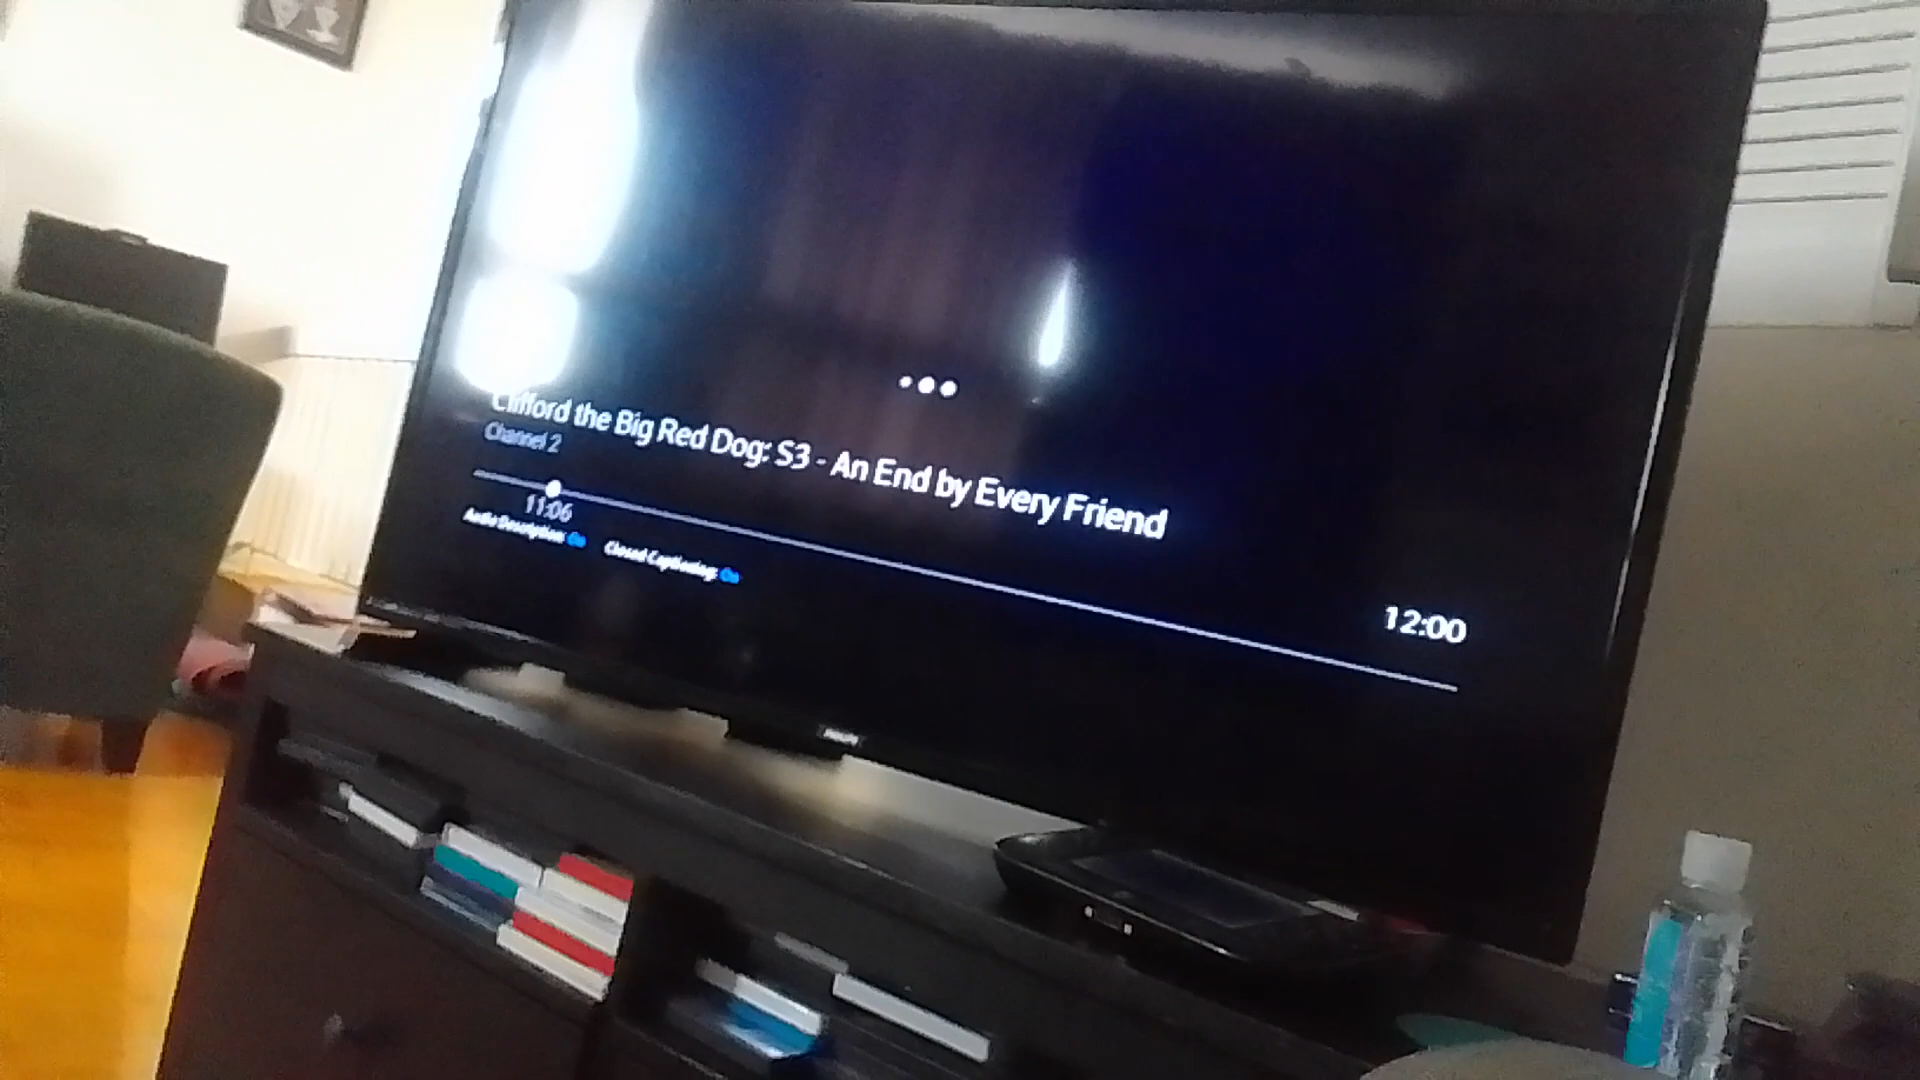 Clifford the Big Red Dog: S3 - An End by Every Friend
Channel 2
11:06
12:00
Audio Description: On Closed Captioning: On
PHILIPS